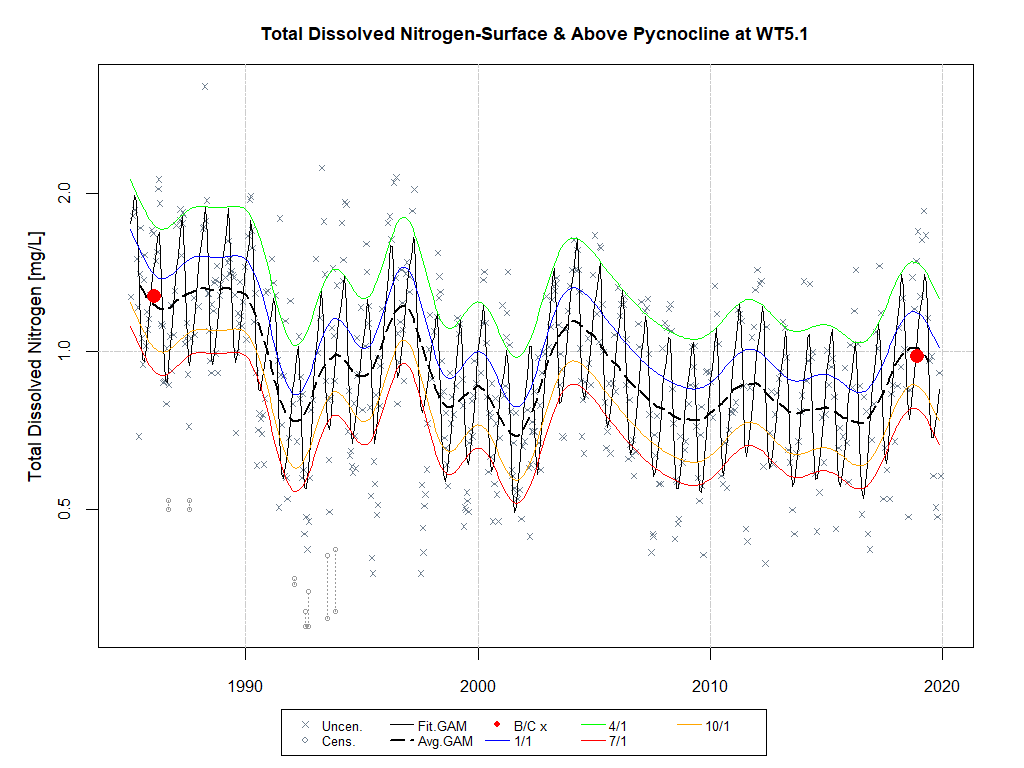 Total Dissolved Nitrogen-Surface & Above Pycnocline at WT5.1
Total Dissolved Nitrogen [mg/L]
2.0
1.0
0.5
1990 2000 2010 2020
Uncen. Fit.GAM B/C x 4/1 10/1
Cens. Avg.GAM 1/1 7/1